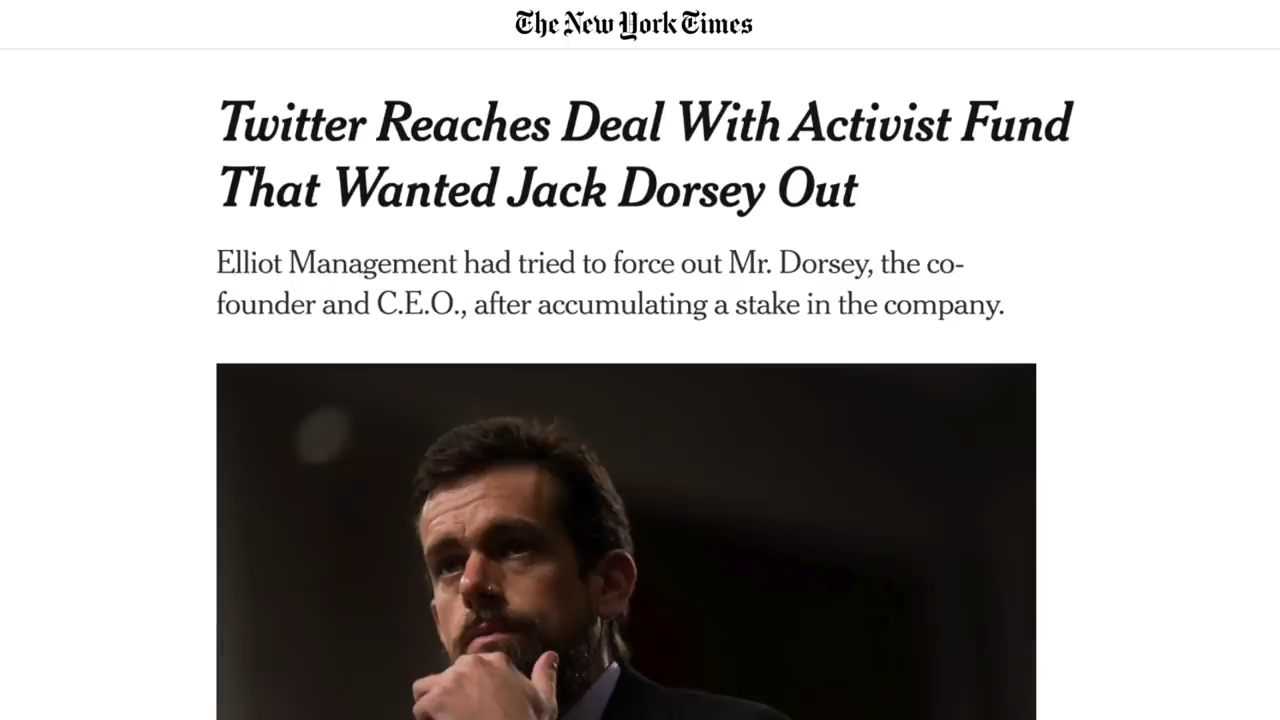 The New York Times
Twitter Reaches Deal With Activist Fund
That Wanted Jack Dorsey Out
Elliot Management had tried to force out Mr. Dorsey, the co-
founder and C.E.O., after accumulating a stake in the company.